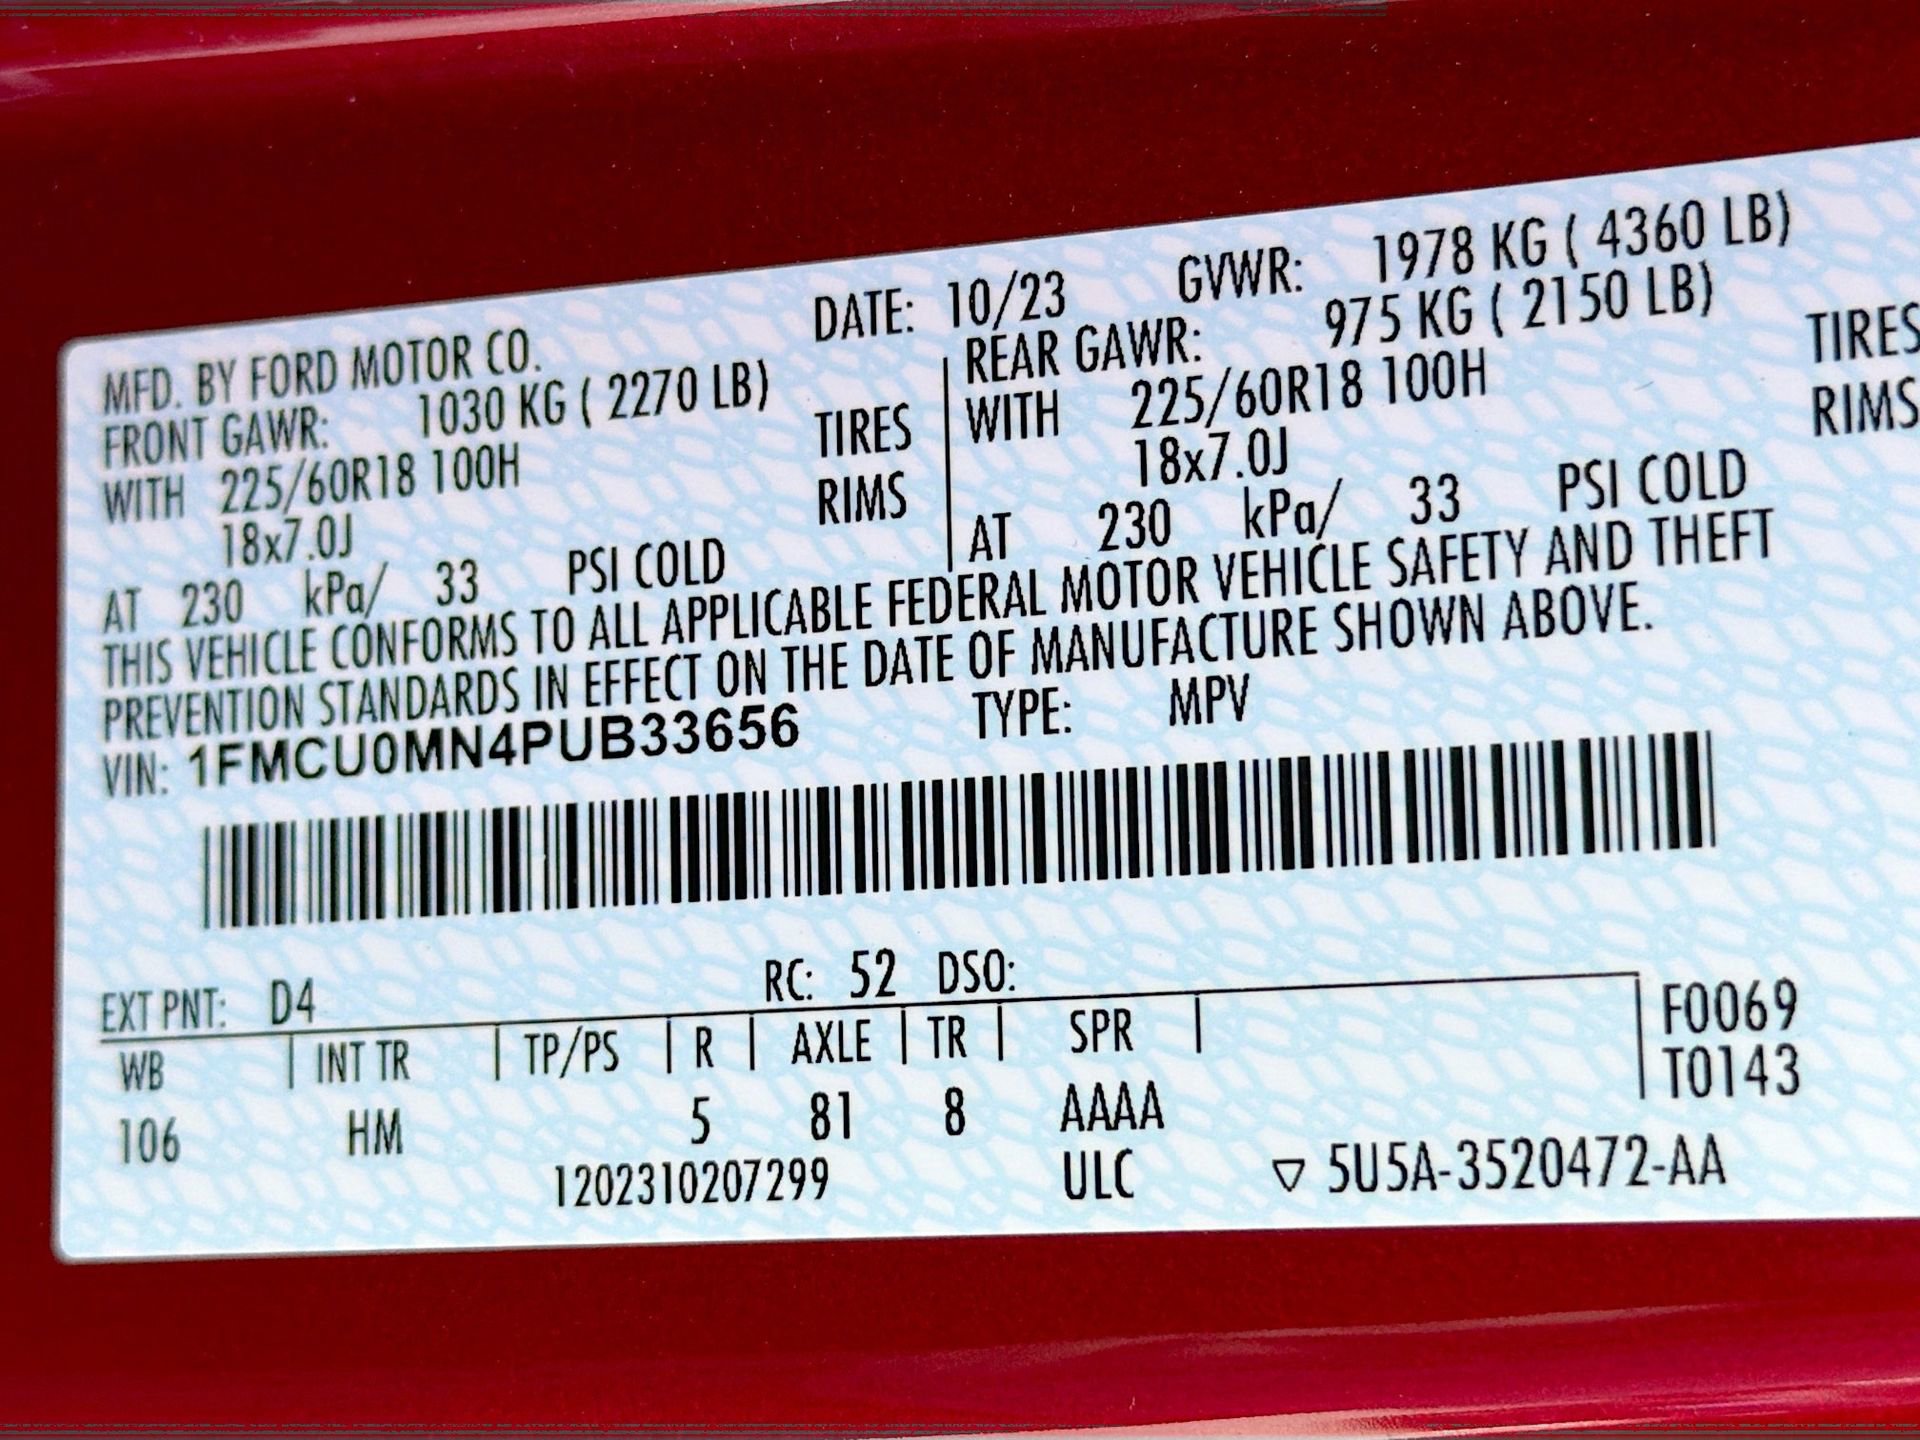 MFD. BY FORD MOTOR CO. DATE: 10/23 GVWR: 1978 KG ( 4360 LB)
FRONT GAWR: 1030 KG ( 2270 LB) REAR GAWR: 975 KG ( 2150 LB)
WITH 225/60R18 100H TIRES WITH 225/60R18 100H TIRES
18x7.0J RIMS 18x7.0J RIMS
AT 230 kPa/ 33 PSI COLD AT 230 kPa/ 33 PSI COLD
THIS VEHICLE CONFORMS TO ALL APPLICABLE FEDERAL MOTOR VEHICLE SAFETY AND THEFT
PREVENTION STANDARDS IN EFFECT ON THE DATE OF MANUFACTURE SHOWN ABOVE.
VIN: 1FMCU0MN4PUB33656 TYPE: MPV
EXT PNT: D4 RC: 52 DSO:
WB INT TR TP/PS R AXLE TR SPR F0069
T0143
106 HM 5 81 8 AAAA
1202310207299 ULC ▽ 5U5A-3520472-AA